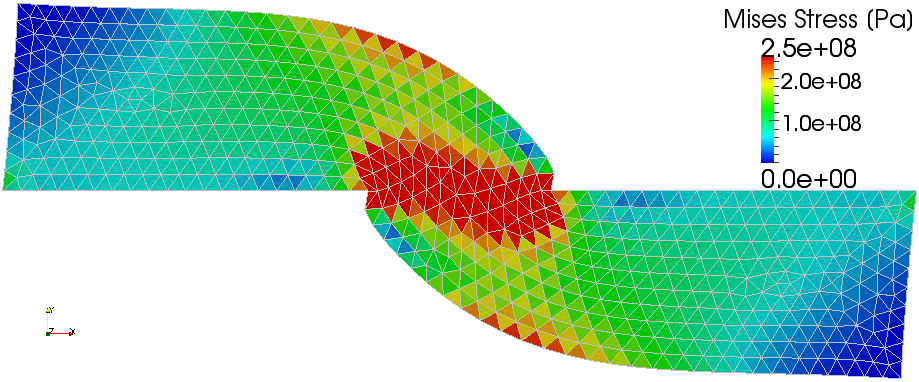 Mises Stress (Pa)
2.5e+08
2.0e+08
1.0e+08
0.0e+00
Y
Z X